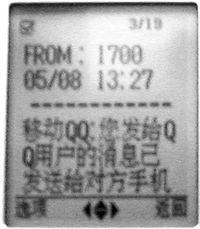 3/19
FROM: 1700
05/08 13:27
移动QQ:您发给Q
Q用户的消息已
发送给对方手机
选项 返回